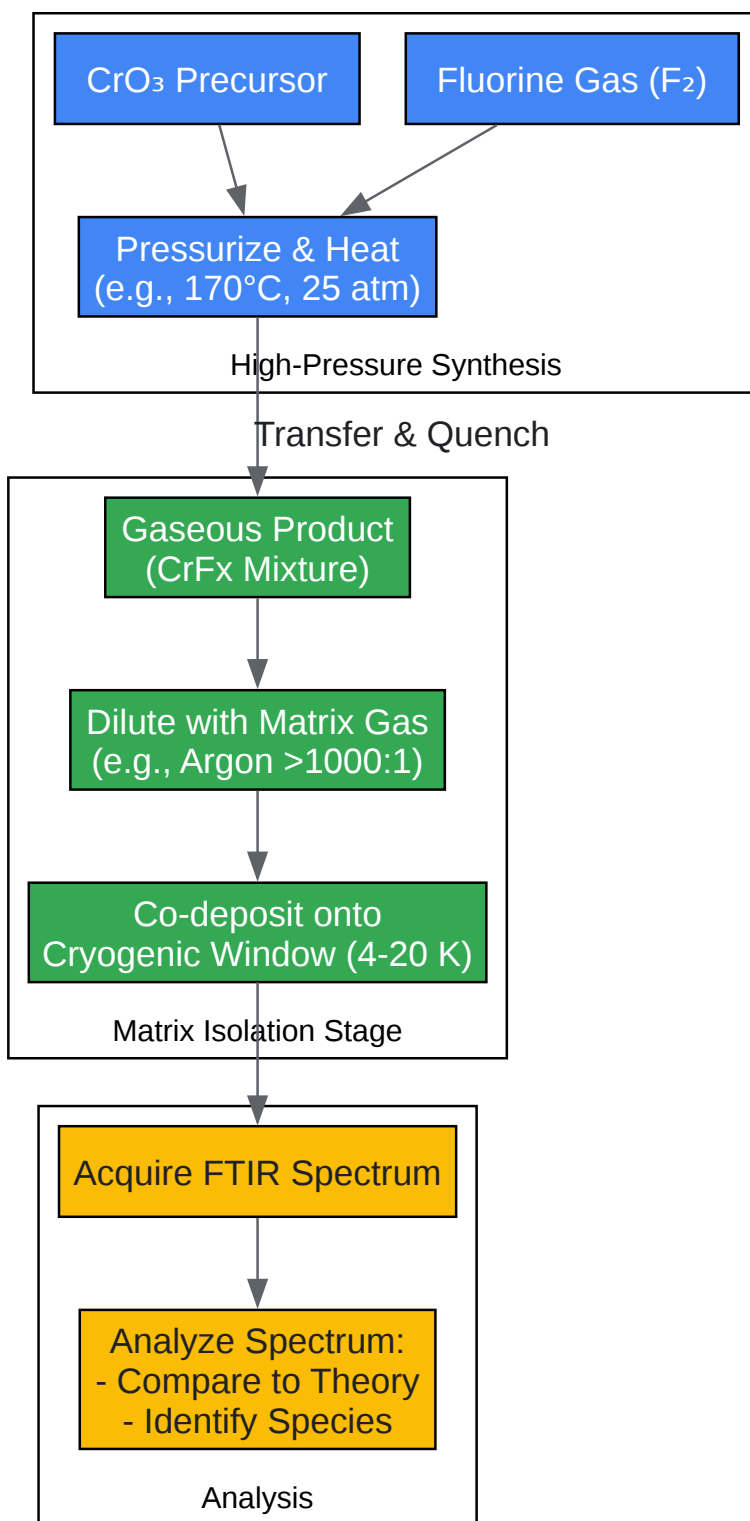 CrO₃ Precursor
Fluorine Gas (F₂)
Pressurize & Heat
(e.g., 170°C, 25 atm)
High-Pressure Synthesis
Transfer & Quench
Gaseous Product
(CrFx Mixture)
Dilute with Matrix Gas
(e.g., Argon >1000:1)
Co-deposit onto
Cryogenic Window (4-20 K)
Matrix Isolation Stage
Acquire FTIR Spectrum
Analyze Spectrum:
- Compare to Theory
- Identify Species
Analysis